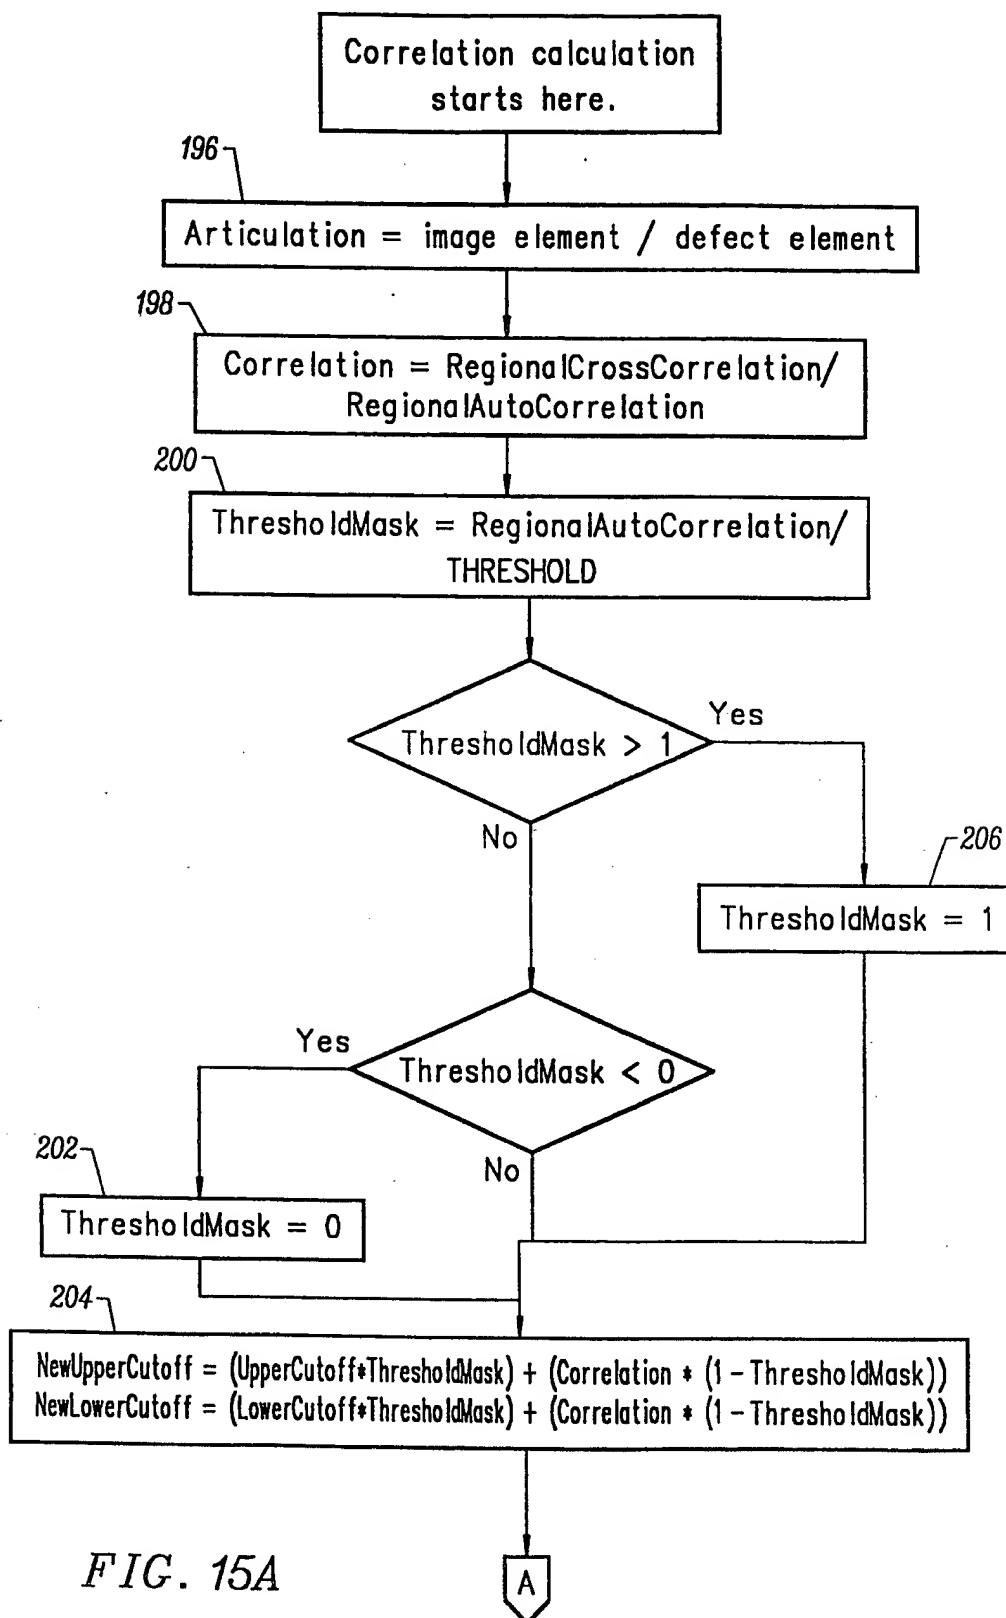 Correlation calculation
starts here.
196
Articulation = image element / defect element
198
Correlation = RegionalCrossCorrelation/
RegionalAutoCorrelation
200
ThresholdMask = RegionalAutoCorrelation/
THRESHOLD
ThresholdMask > 1
Yes
No
206
ThresholdMask = 1
ThresholdMask < 0
Yes
No
202
ThresholdMask = 0
204
NewUpperCutoff = (UpperCutoff*ThresholdMask) + (Correlation * (1 - ThresholdMask))
NewLowerCutoff = (LowerCutoff*ThresholdMask) + (Correlation * (1 - ThresholdMask))
A
FIG. 15A